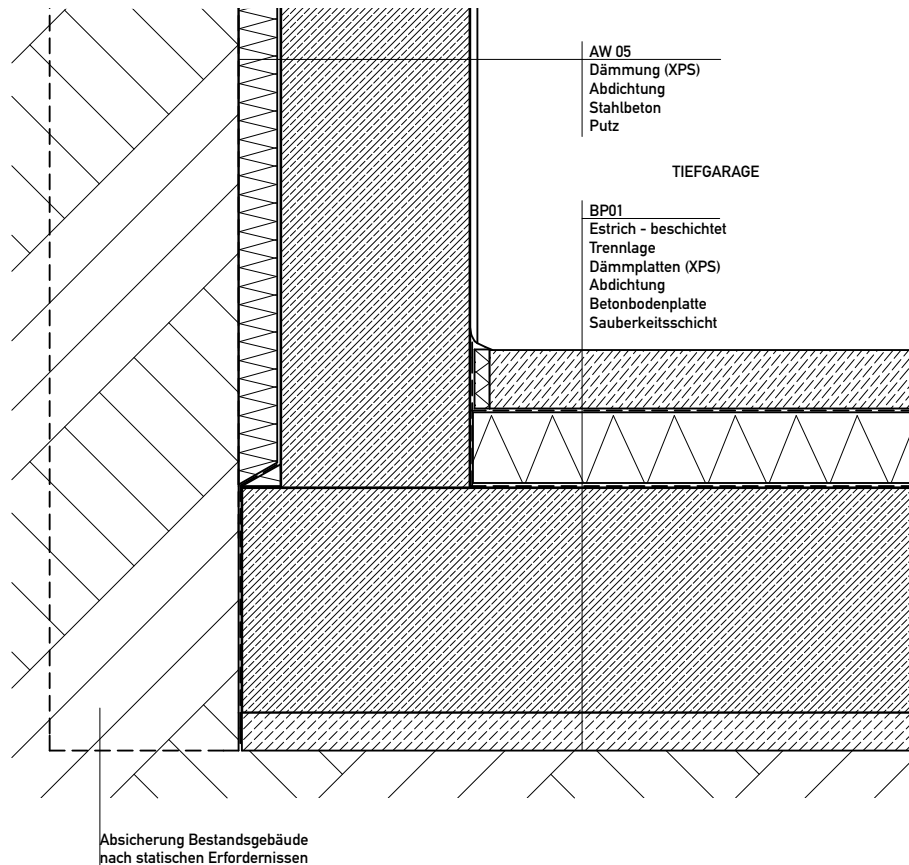 AW 05
Dämmung (XPS)
Abdichtung
Stahlbeton
Putz
TIEFGARAGE
BP01
Estrich - beschichtet
Trennlage
Dämmplatten (XPS)
Abdichtung
Betonbodenplatte
Sauberkeitsschicht
Absicherung Bestandsgebäude
nach statischen Erfordernissen